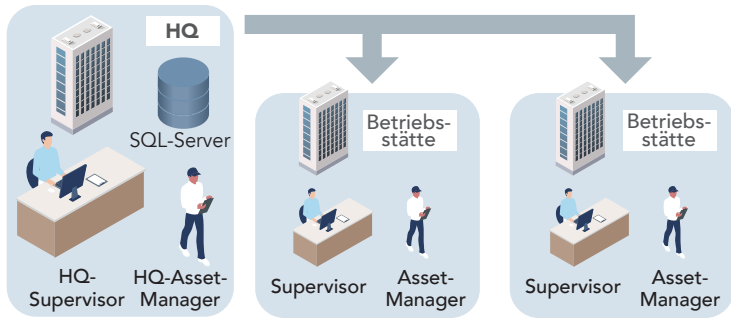 HQ
SQL-Server
HQ-
Supervisor
HQ-Asset-
Manager
Betriebs-
stätte
Supervisor
Asset-
Manager
Betriebs-
stätte
Supervisor
Asset-
Manager